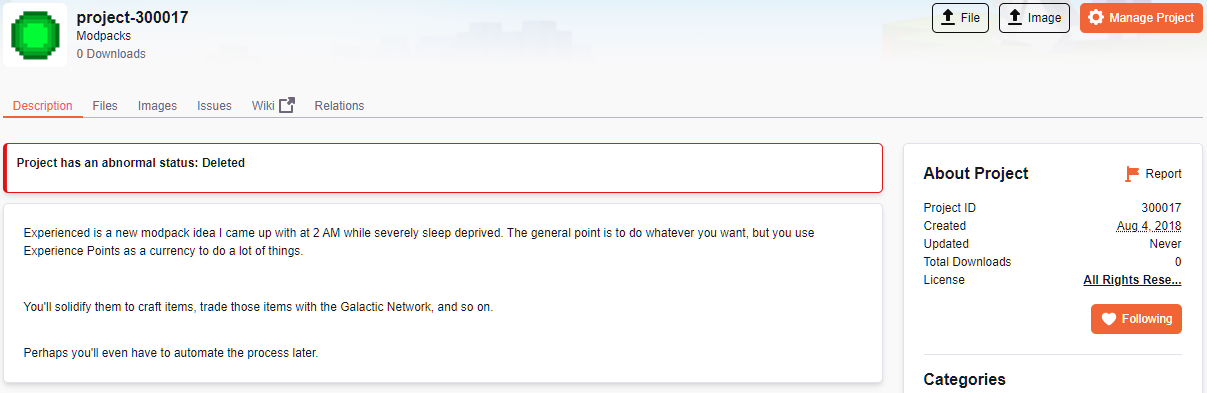 project-300017
Modpacks
0 Downloads
File
Image
Manage Project
Description
Files
Images
Issues
Wiki
Relations
Project has an abnormal status: Deleted
Experienced is a new modpack idea I came up with at 2 AM while severely sleep deprived. The general point is to do whatever you want, but you use
Experience Points as a currency to do a lot of things.
You'll solidify them to craft items, trade those items with the Galactic Network, and so on.
Perhaps you'll even have to automate the process later.
About Project
Report
Project ID 300017
Created Aug 4, 2018
Updated Never
Total Downloads 0
License All Rights Rese...
Following
Categories